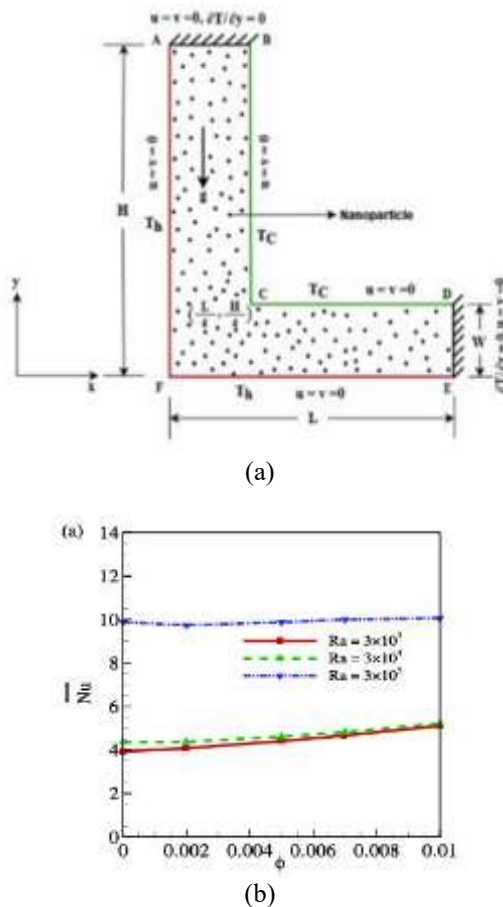 u = v =0, ∂T/∂y = 0
A B
u = v =0
u = v =0
H
g
Nanoparticle
T_h
T_C
y
x
C T_C u = v =0 D
W
F T_h u = v =0 E
L
(a)
(a)
14
12
10
8
6
4
2
0
Nu
Ra = 3×10³
Ra = 3×10⁴
Ra = 3×10⁵
0 0.002 0.004 0.006 0.008 0.01
ϕ
(b)